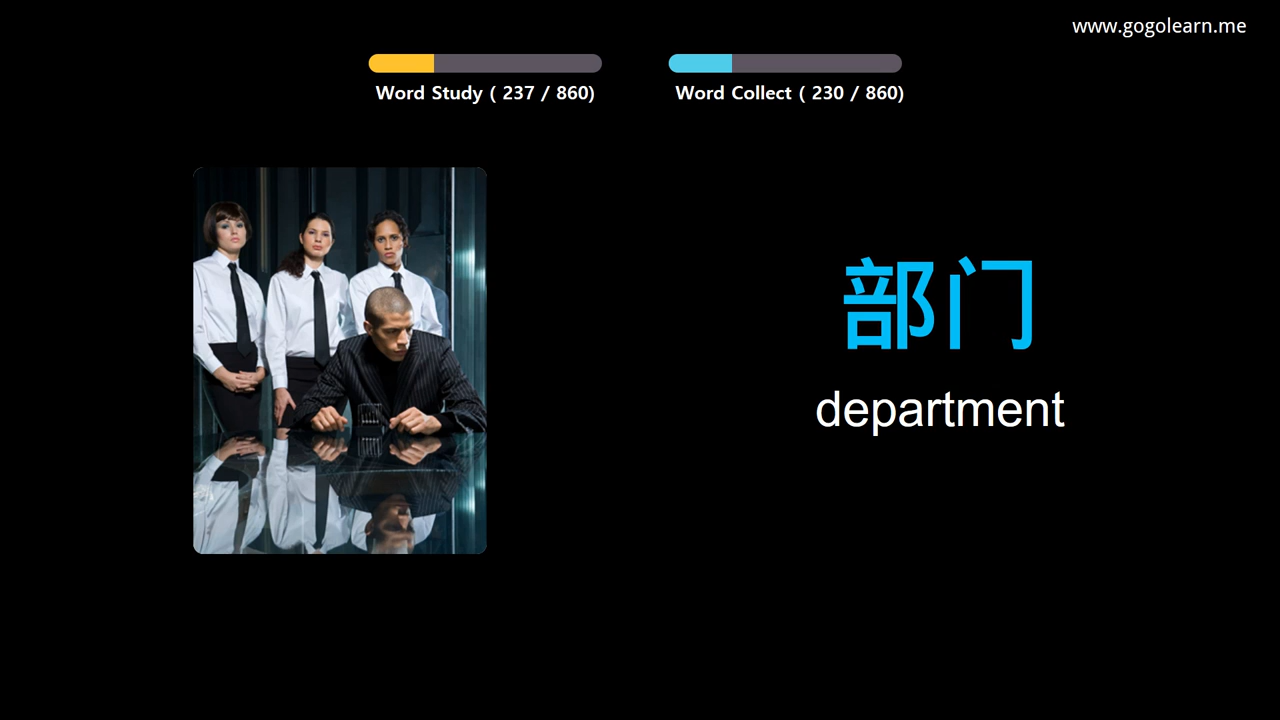 www.gogolearn.me
Word Study ( 237 / 860)
Word Collect ( 230 / 860)
部门
department